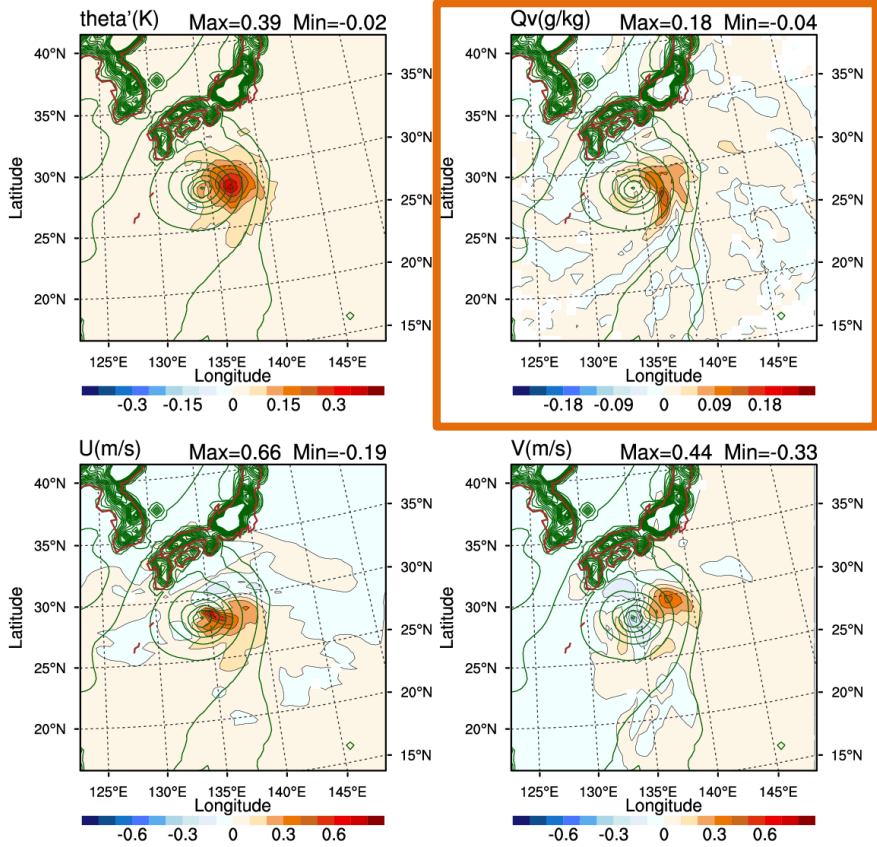 theta'(K) Max=0.39 Min=-0.02
40°N
35°N
30°N
25°N
20°N
Latitude
35°N
30°N
25°N
20°N
15°N
125°E 130°E 135°E 140°E 145°E
Longitude
-0.3 -0.15 0 0.15 0.3
Qv(g/kg) Max=0.18 Min=-0.04
40°N
35°N
30°N
25°N
20°N
Latitude
35°N
30°N
25°N
20°N
15°N
125°E 130°E 135°E 140°E 145°E
Longitude
-0.18 -0.09 0 0.09 0.18
U(m/s) Max=0.66 Min=-0.19
40°N
35°N
30°N
25°N
20°N
Latitude
35°N
30°N
25°N
20°N
15°N
125°E 130°E 135°E 140°E 145°E
Longitude
-0.6 -0.3 0 0.3 0.6
V(m/s) Max=0.44 Min=-0.33
40°N
35°N
30°N
25°N
20°N
Latitude
35°N
30°N
25°N
20°N
15°N
125°E 130°E 135°E 140°E 145°E
Longitude
-0.6 -0.3 0 0.3 0.6